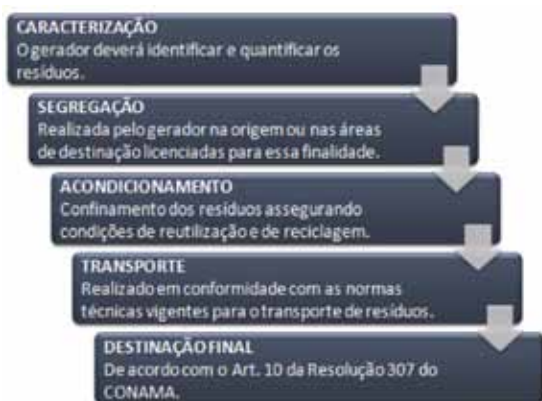 CARACTERIZAÇÃO
O gerador deverá identificar e quantificar os
resíduos.
SEGREGAÇÃO
Realizada pelo gerador na origem ou nas áreas
de destinação licenciadas para essa finalidade.
ACONDICIONAMENTO
Confinamento dos resíduos assegurando
condições de reutilização e de reciclagem.
TRANSPORTE
Realizado em conformidade com as normas
técnicas vigentes para o transporte de resíduos.
DESTINAÇÃO FINAL
De acordo com o Art. 10 da Resolução 307 do
CONAMA.